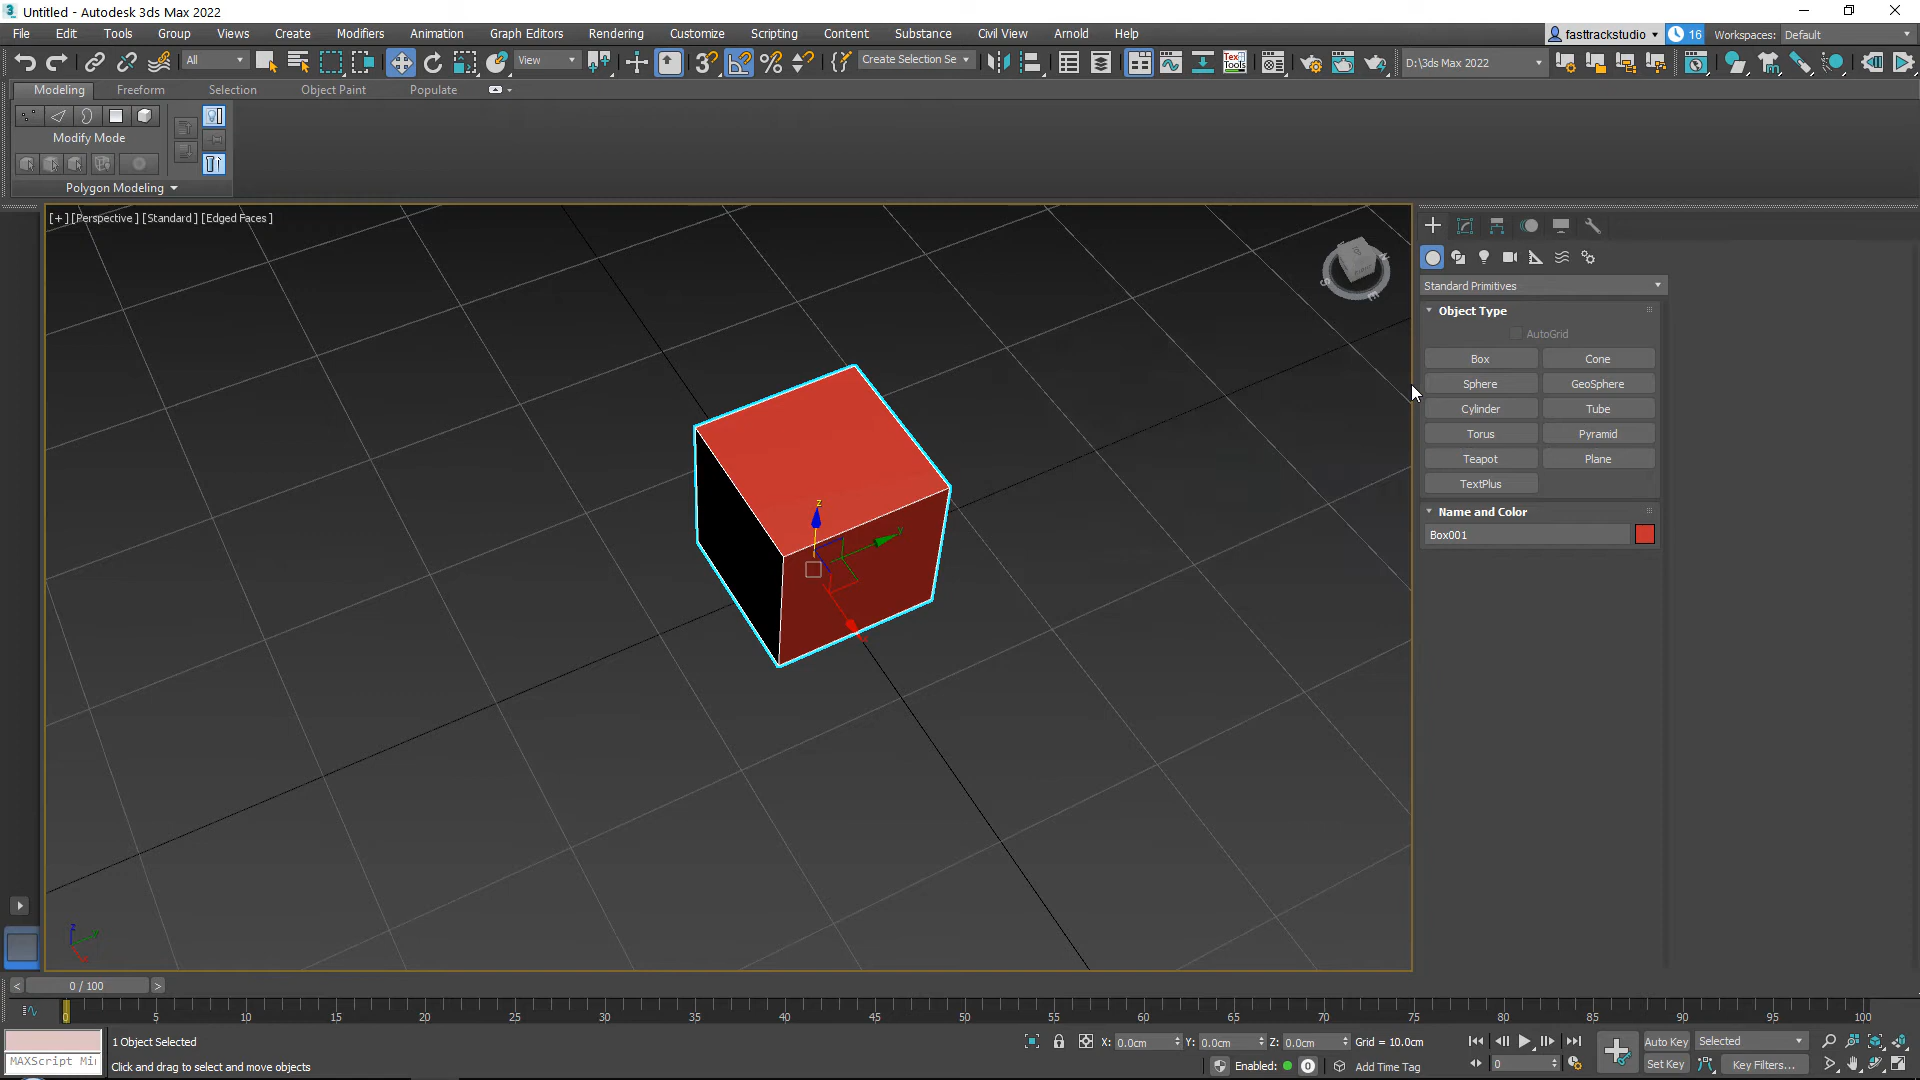 Untitled - Autodesk 3ds Max 2022
File Edit Tools Group Views Create Modifiers Animation Graph Editors Rendering Customize Scripting Content Substance Civil View Arnold Help
fasttrackstudio 16 Workspaces: Default
All View Create Selection Se Tex Tools D:\3ds Max 2022
Modeling Freeform Selection Object Paint Populate
Modify Mode
Polygon Modeling
[+] [Perspective] [Standard] [Edged Faces]
Standard Primitives
Object Type
AutoGrid
Box Cone
Sphere GeoSphere
Cylinder Tube
Torus Pyramid
Teapot Plane
TextPlus
Name and Color
Box001
z
y
0 / 100
0 5 10 15 20 25 30 35 40 45 50 55 60 65 70 75 80 85 90 95 100
1 Object Selected X: 0.0cm Y: 0.0cm Z: 0.0cm Grid = 10.0cm Auto Key Selected
MAXScript Mi Click and drag to select and move objects Enabled: 0 Add Time Tag 0 Set Key Key Filters...